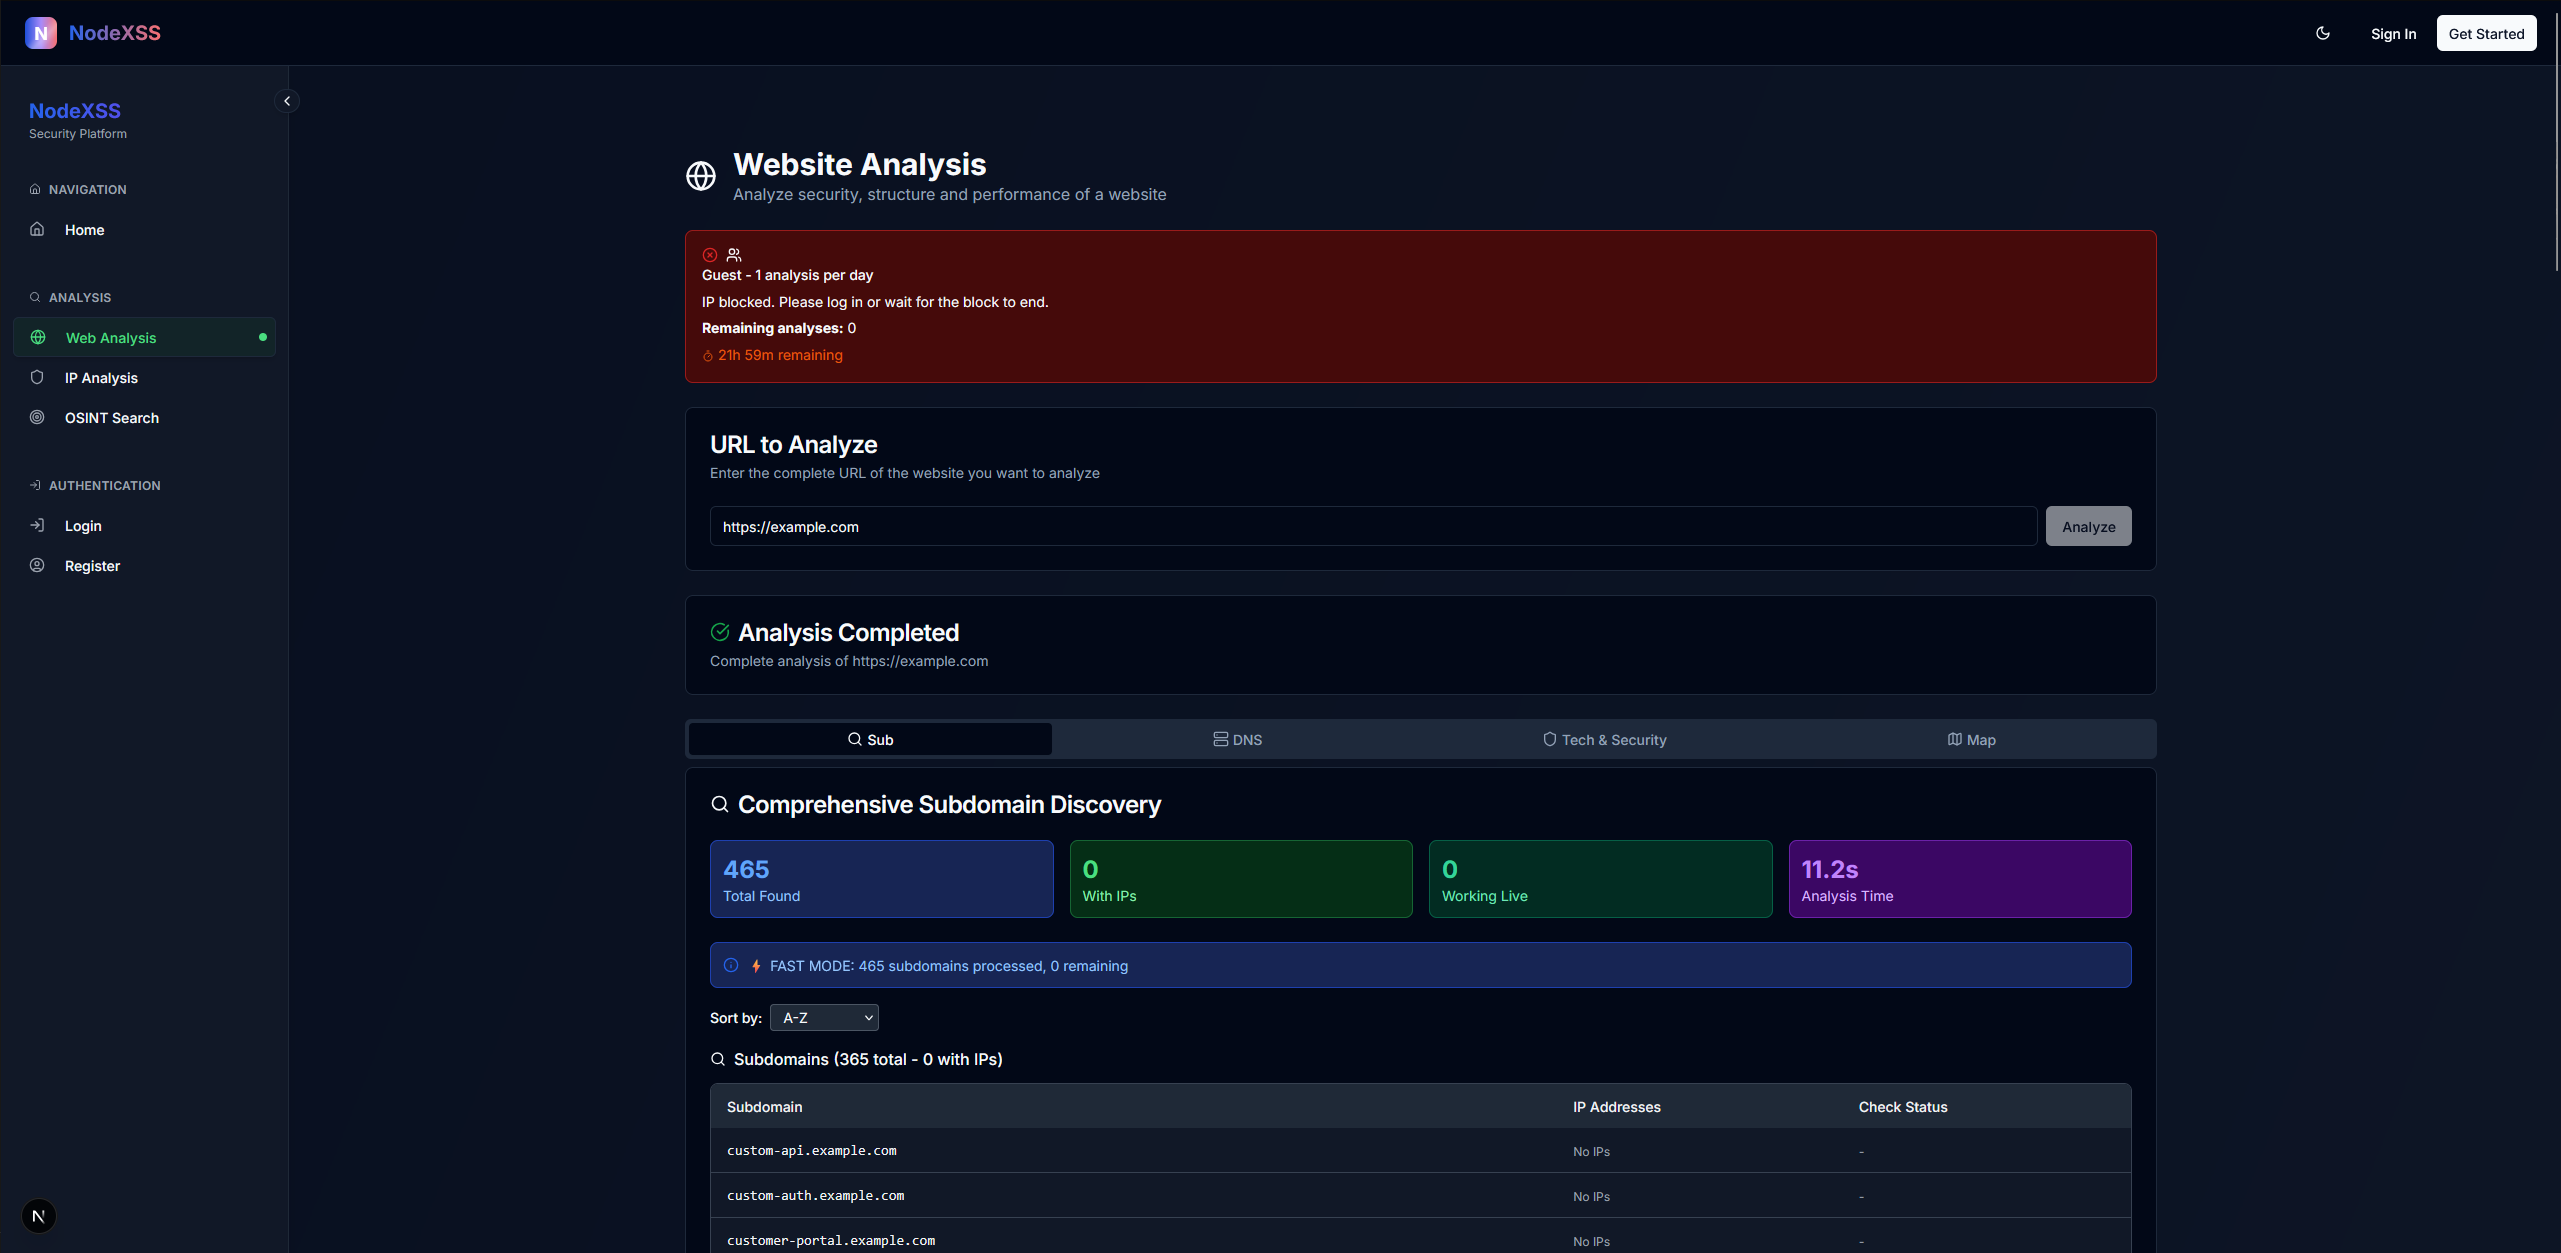 N NodeXSS
Sign In
Get Started
NodeXSS
Security Platform
NAVIGATION
Home
ANALYSIS
Web Analysis
IP Analysis
OSINT Search
AUTHENTICATION
Login
Register
N
Website Analysis
Analyze security, structure and performance of a website
Guest - 1 analysis per day
IP blocked. Please log in or wait for the block to end.
Remaining analyses: 0
21h 59m remaining
URL to Analyze
Enter the complete URL of the website you want to analyze
https://example.com
Analyze
Analysis Completed
Complete analysis of https://example.com
Sub
DNS
Tech & Security
Map
Comprehensive Subdomain Discovery
465
Total Found
0
With IPs
0
Working Live
11.2s
Analysis Time
FAST MODE: 465 subdomains processed, 0 remaining
Sort by: A-Z
Subdomains (365 total - 0 with IPs)
Subdomain IP Addresses Check Status
custom-api.example.com No IPs -
custom-auth.example.com No IPs -
customer-portal.example.com No IPs -